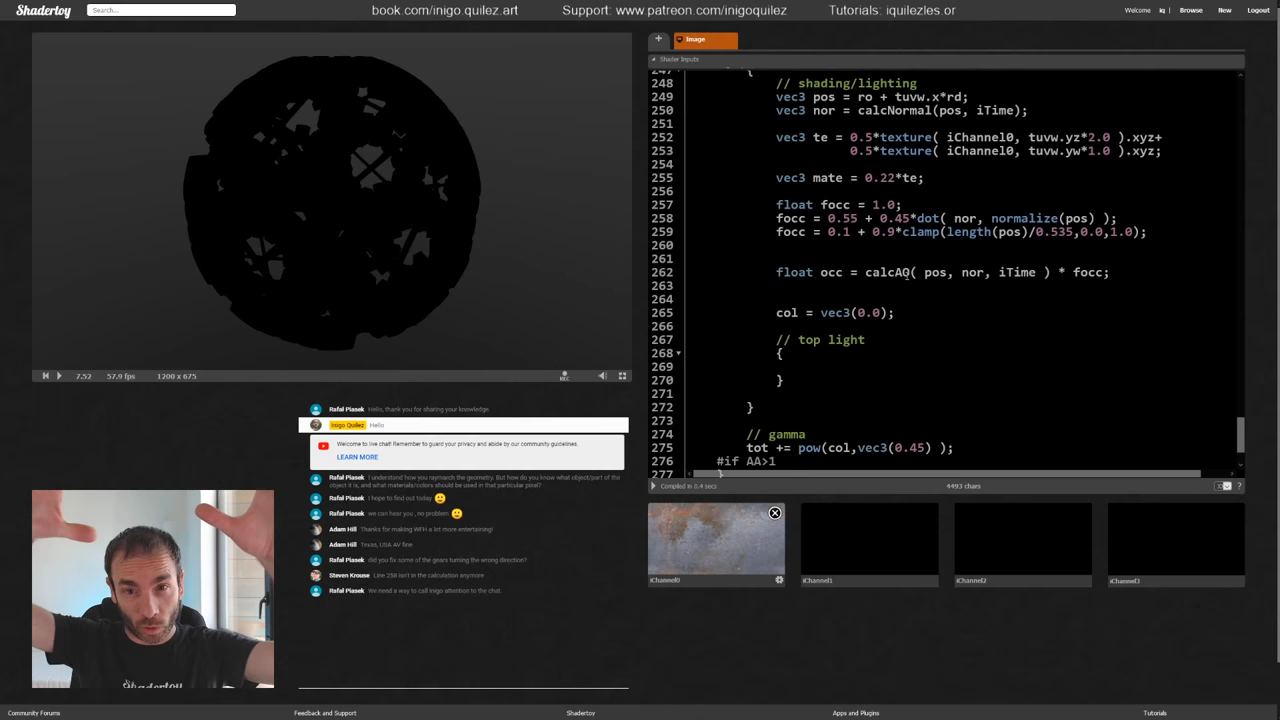 Shadertoy
Search...
book.com/inigo.quilez.art
Support: www.patreon.com/inigoquilez
Tutorials: iquilezles.or
Welcome iq | Browse New Logout
+ Image
Shader Inputs
247 {
248 // shading/lighting
249 vec3 pos = ro + tuvw.x*rd;
250 vec3 nor = calcNormal(pos, iTime);
251
252 vec3 te = 0.5*texture( iChannel0, tuvw.yz*2.0 ).xyz+
253 0.5*texture( iChannel0, tuvw.yw*1.0 ).xyz;
254
255 vec3 mate = 0.22*te;
256
257 float focc = 1.0;
258 focc = 0.55 + 0.45*dot( nor, normalize(pos) );
259 focc = 0.1 + 0.9*clamp(length(pos)/0.535,0.0,1.0);
260
261
262 float occ = calcAO( pos, nor, iTime ) * focc;
263
264
265 col = vec3(0.0);
266
267 // top light
268 {
269
270 }
271
272 }
273
274 // gamma
275 tot += pow(col,vec3(0.45) );
276 #if AA>1
277 }
Compiled in 0.4 secs
4493 chars
?
7.52 57.9 fps 1200 x 675
REC
Rafał Piasek Hello, thank you for sharing your knowledge.
Inigo Quilez Hello
Welcome to live chat! Remember to guard your privacy and abide by our community guidelines.
LEARN MORE
Rafał Piasek I understand how you raymarch the geometry. But how do you know what object/part of the
object it is, and what materials/colors should be used in that particular pixel?
Rafał Piasek I hope to find out today 🙂
Rafał Piasek we can hear you , no problem 🙂
Adam Hill Thanks for making WFH a lot more entertaining!
Adam Hill Texas, USA AV fine
Rafał Piasek did you fix some of the gears turning the wrong direction?
Steven Krouse Line 258 isn't in the calculation anymore
Rafał Piasek We need a way to call Inigo attention to the chat.
iChannel0
iChannel1
iChannel2
iChannel3
Shadertoy
Community Forums
Feedback and Support
Shadertoy
Apps and Plugins
Tutorials